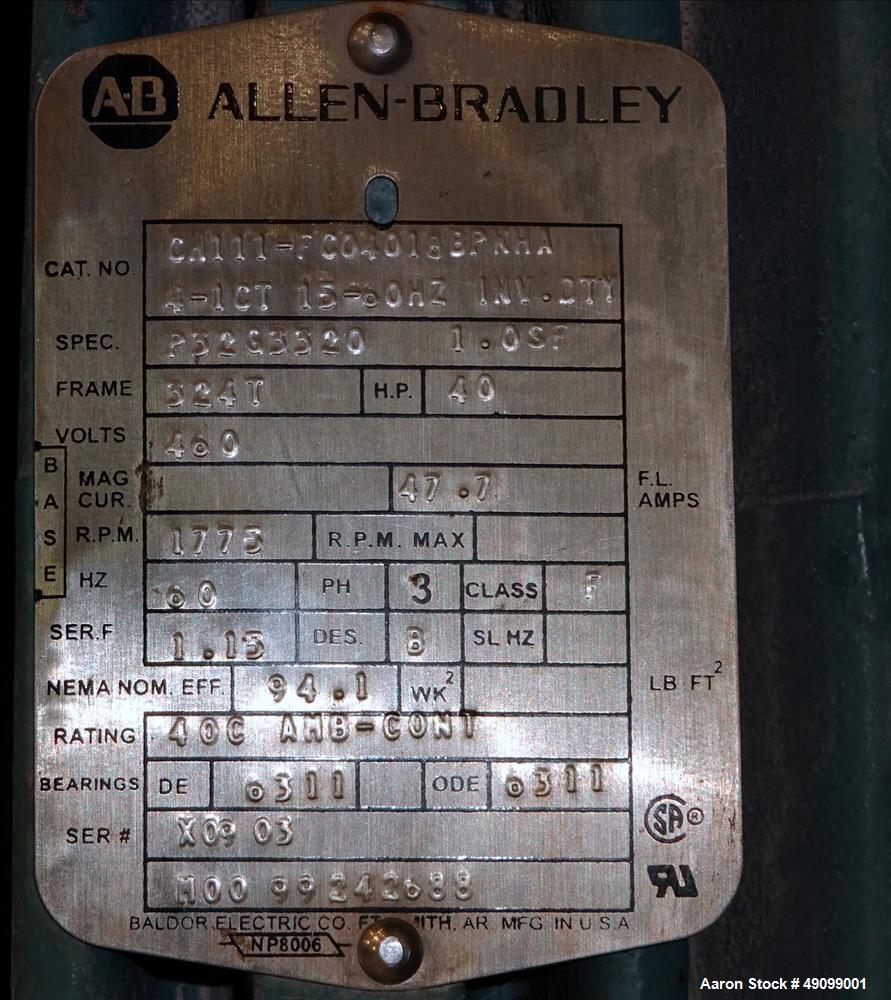 A-B ALLEN-BRADLEY
CAT. NO.
4-1CT 15-60HZ INV.DTY
SPEC. P32G3320 1.0SF
FRAME 324T H.P. 40
VOLTS 460
BASE
MAG CUR. 47.7 F.L. AMPS
R.P.M. 1775 R.P.M. MAX
HZ 60 PH 3 CLASS F
SER.F 1.15 DES. B SL HZ
NEMA NOM. EFF. 94.1 WK² LB FT²
RATING 40C AMB-CONT
BEARINGS DE 6311 ODE 6311
SER # X09 03
M00 99242688
SA ®
BALDOR ELECTRIC CO. FT. SMITH, AR. MFG. IN U.S.A
NP8006
Aaron Stock # 49099001